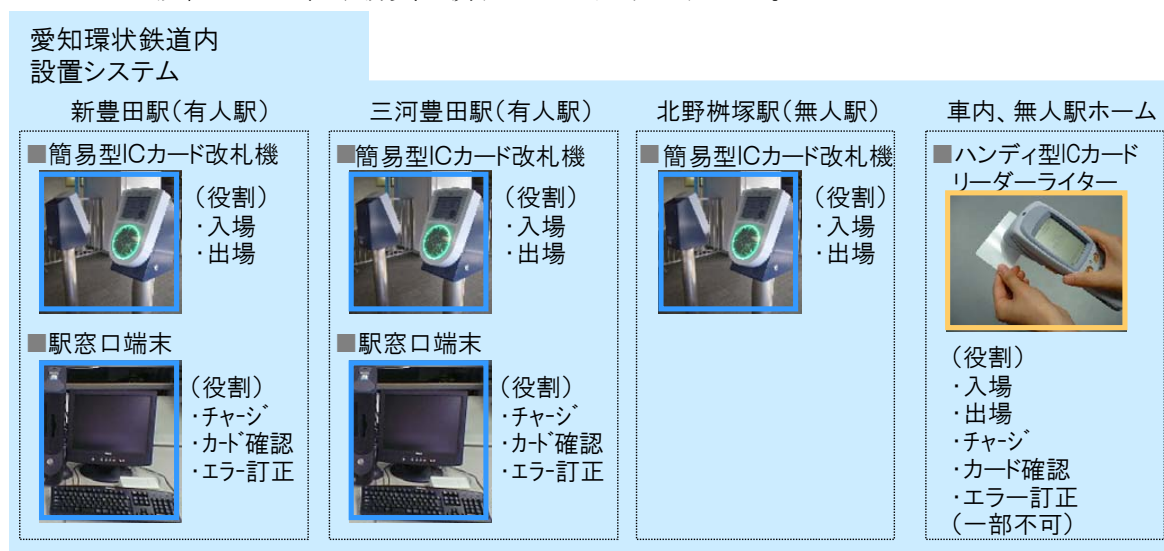 愛知環状鉄道内
設置システム
新豊田駅(有人駅)
■簡易型ICカード改札機
(役割)
・入場
・出場
■駅窓口端末
(役割)
・チャージ
・カード確認
・エラー訂正
三河豊田駅(有人駅)
■簡易型ICカード改札機
(役割)
・入場
・出場
■駅窓口端末
(役割)
・チャージ
・カード確認
・エラー訂正
北野桝塚駅(無人駅)
■簡易型ICカード改札機
(役割)
・入場
・出場
車内、無人駅ホーム
■ハンディ型ICカード
リーダーライター
(役割)
・入場
・出場
・チャージ
・カード確認
・エラー訂正
(一部不可)